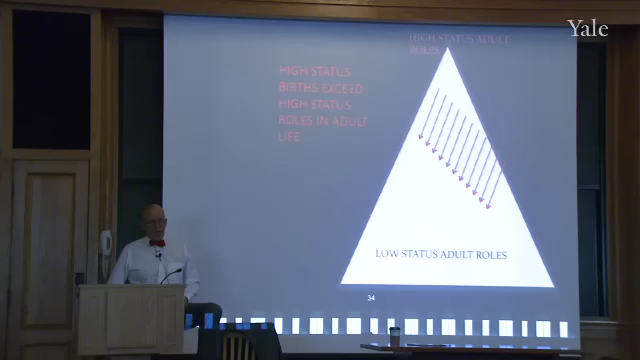 Yale
HIGH STATUS ADULT
ROLES
HIGH STATUS
BIRTHS EXCEED
HIGH STATUS
ROLES IN ADULT
LIFE
LOW STATUS ADULT ROLES
34